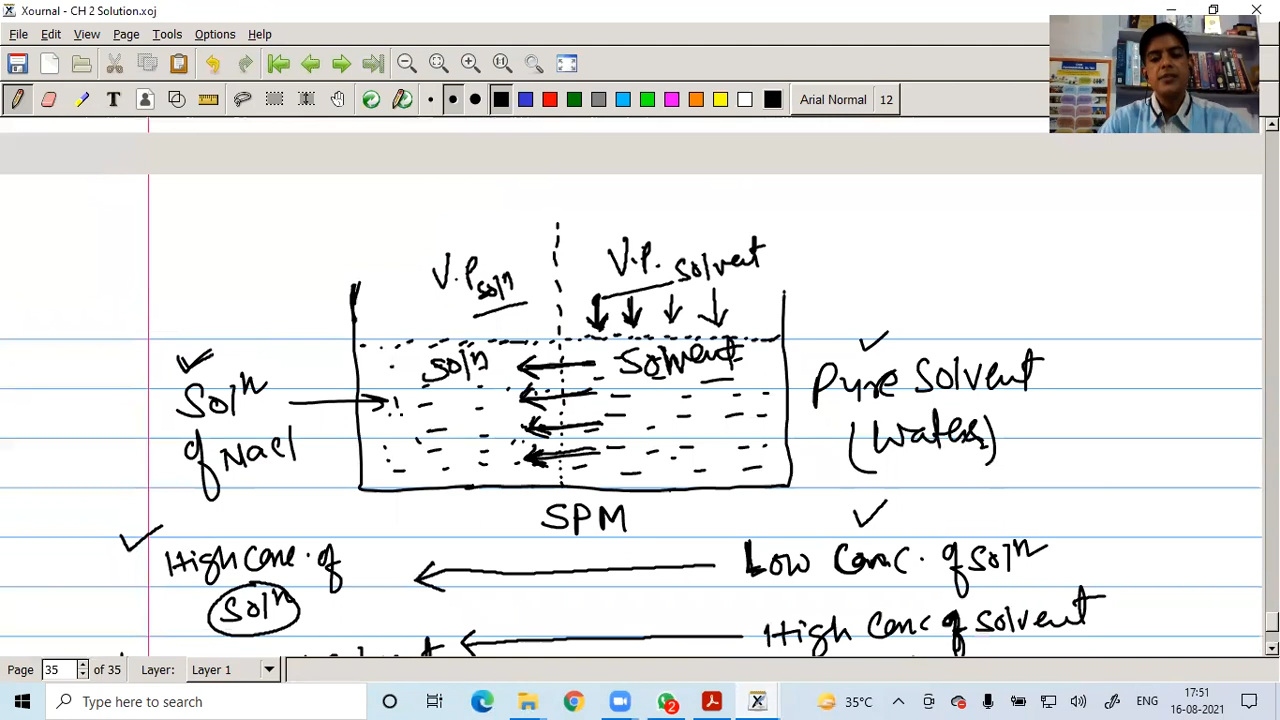 Xournal - CH 2 Solution.xoj
File Edit View Page Tools Options Help
Arial Normal 12
V.P soln
V.P. solvent
soln
Solvent
Soln
of Nacl
Pure Solvent
(Water)
SPM
High conc. of
soln
Low Conc. of soln
High Conc of solvent
Page 35 of 35 Layer: Layer 1
Type here to search
2
35°C
ENG
17:51
16-08-2021